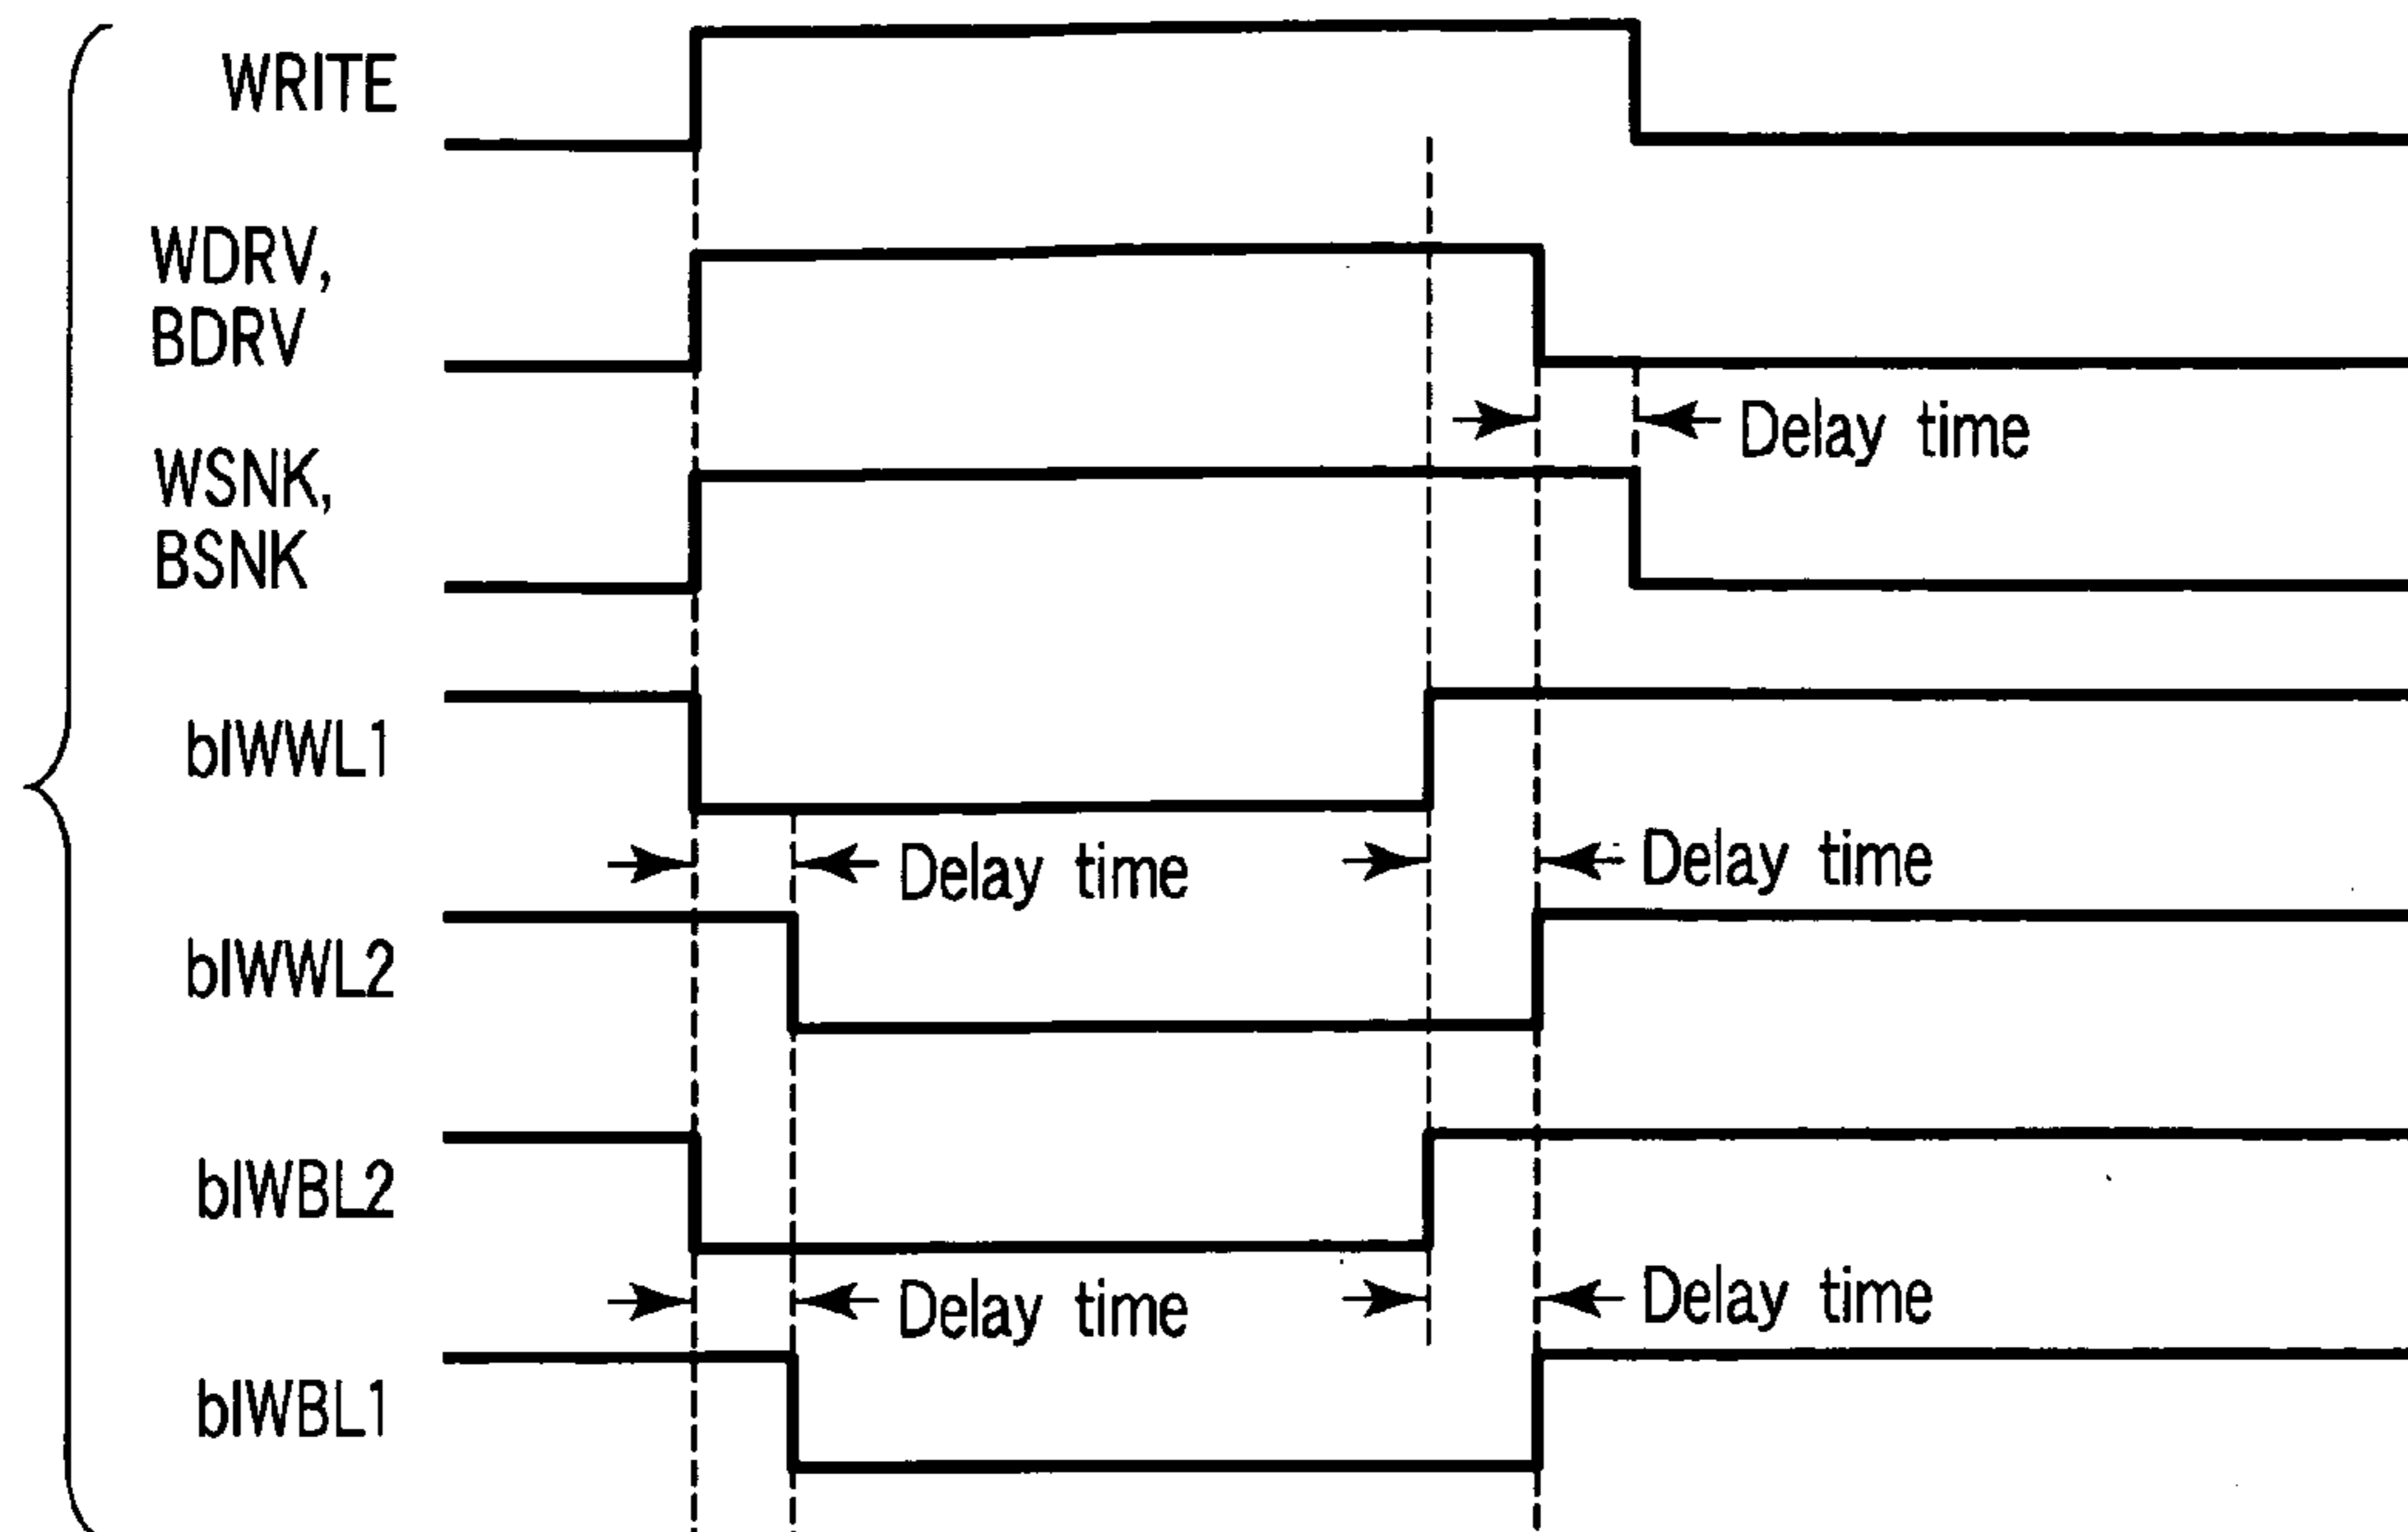 WRITE
WDRV,
BDRV
Delay time
WSNK,
BSNK
bIWWL1
Delay time
Delay time
bIWWL2
bIWBL2
Delay time
Delay time
bIWBL1